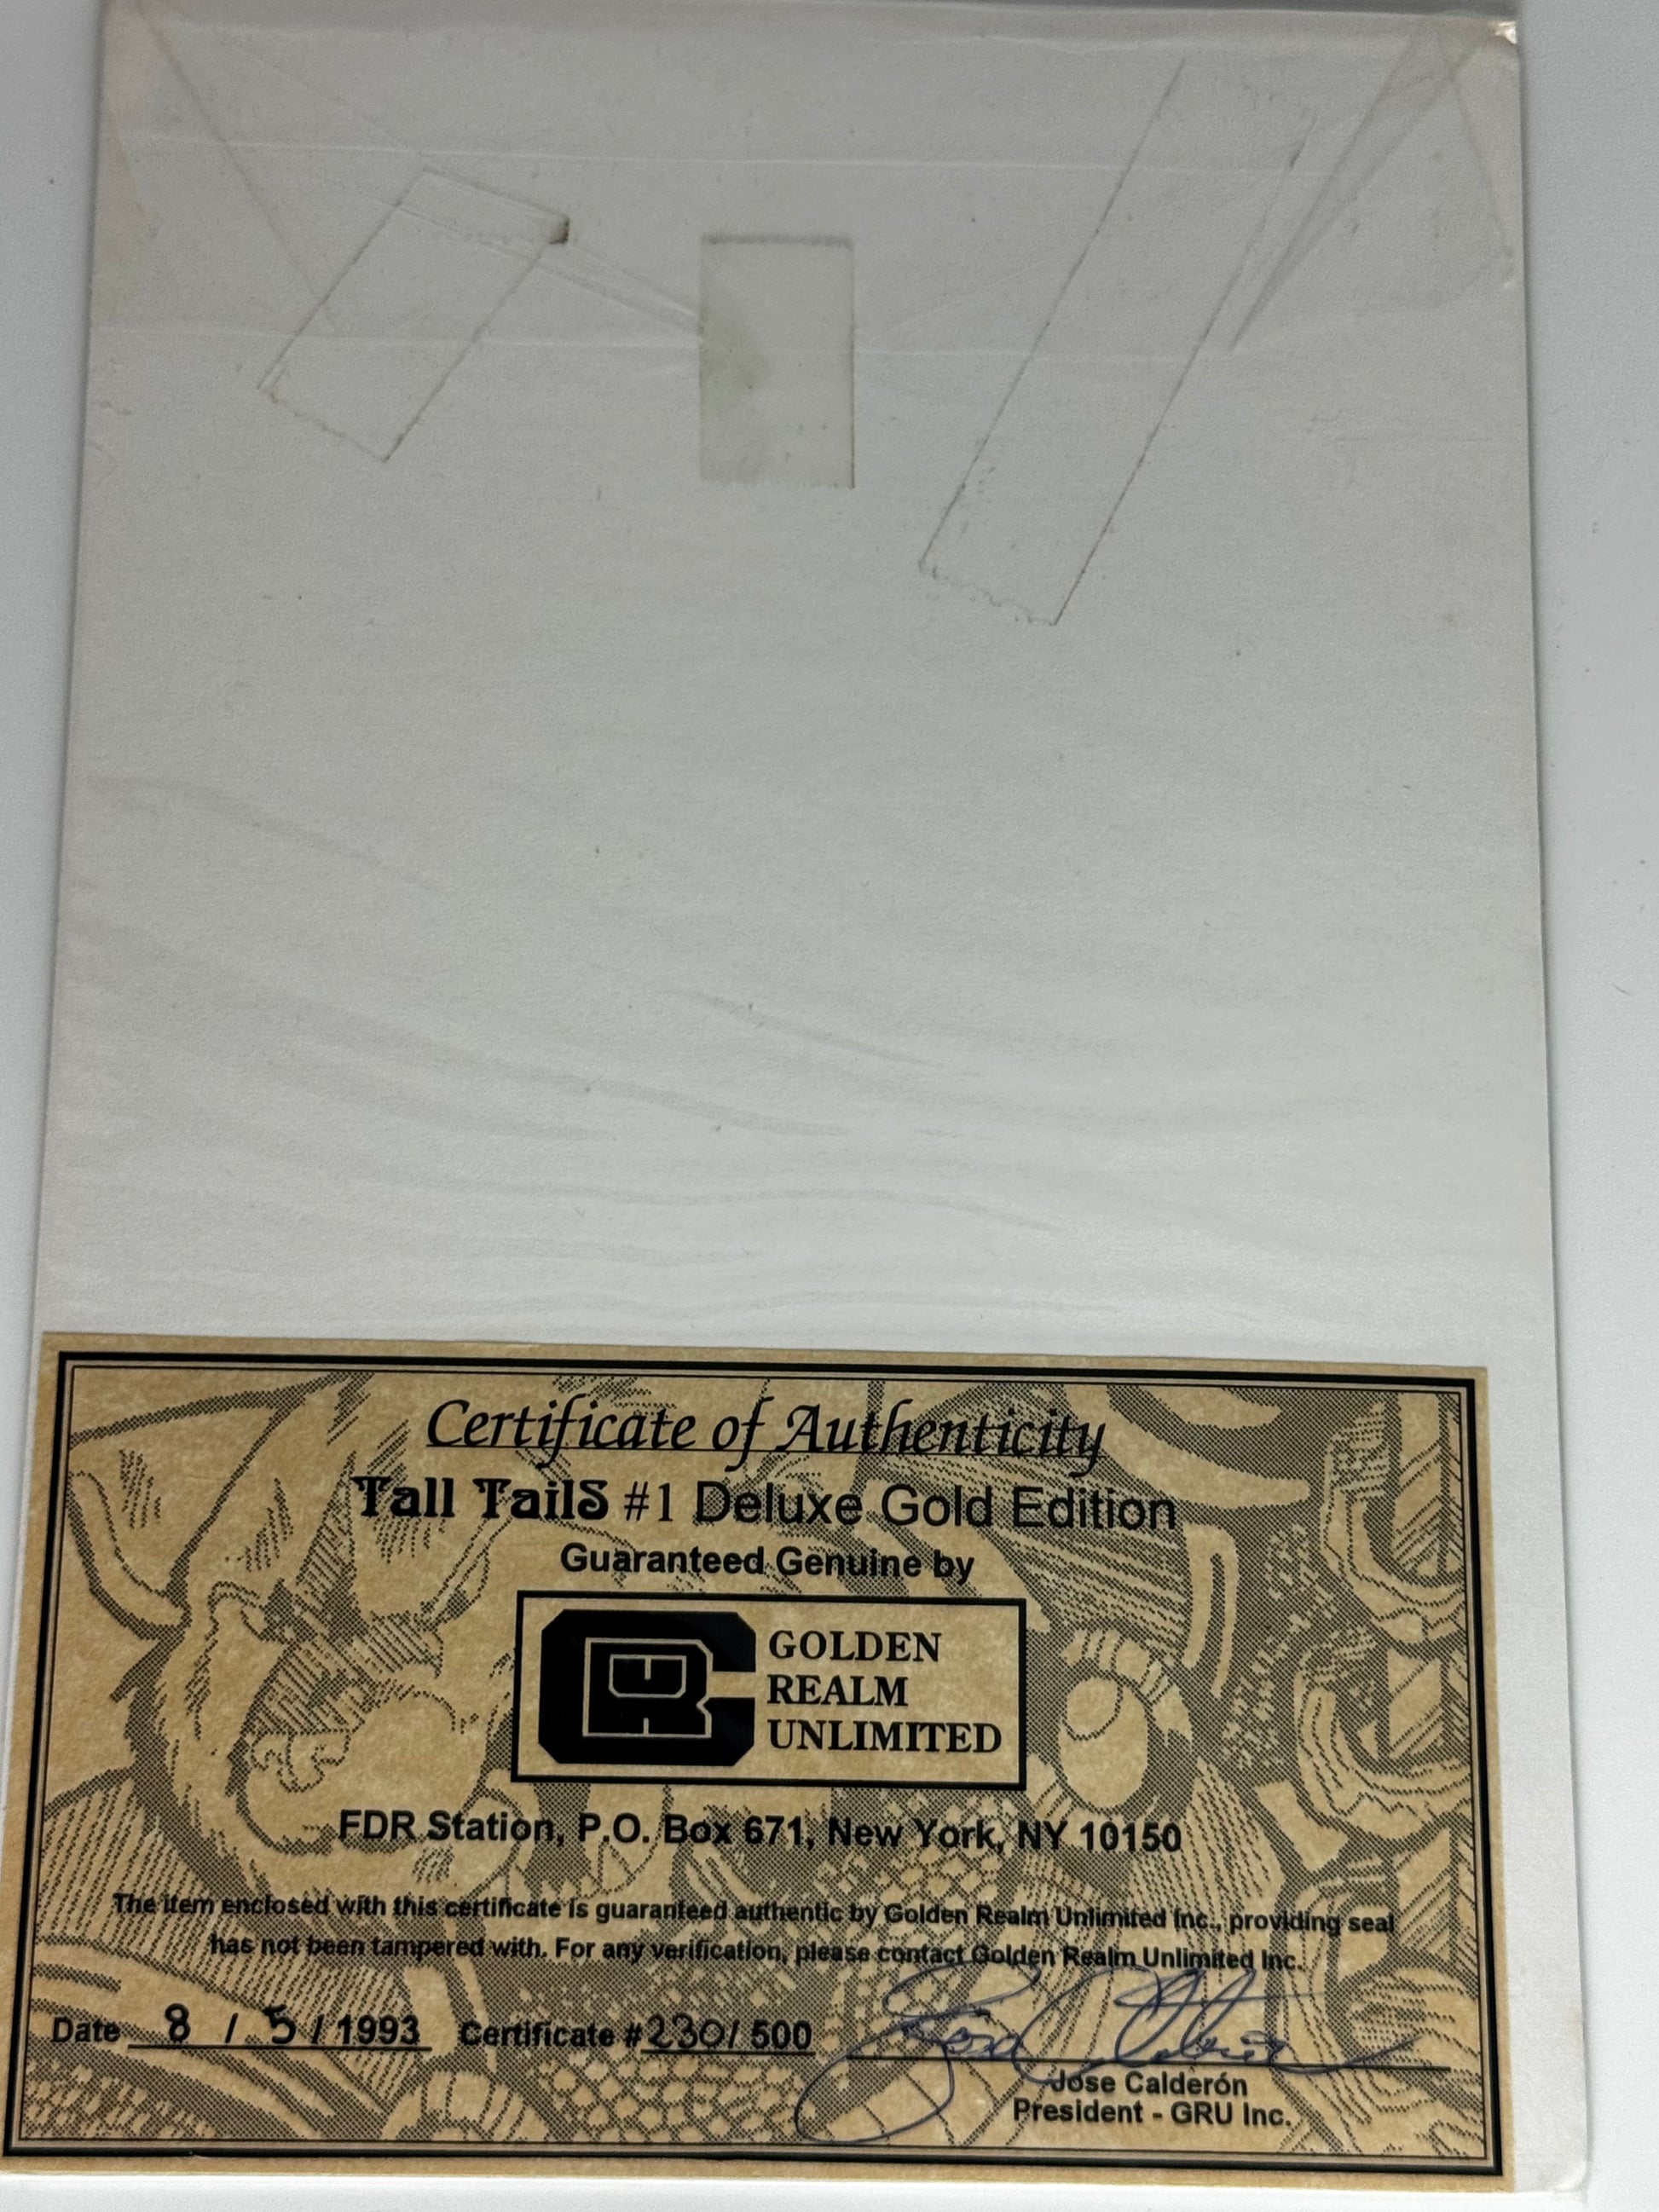 Certificate of Authenticity
Tall Tails #1 Deluxe Gold Edition
Guaranteed Genuine by
GOLDEN
REALM
UNLIMITED
FDR Station, P.O. Box 671, New York, NY 10150
The item enclosed with this certificate is guaranteed authentic by Golden Realm Unlimited Inc., providing seal
has not been tampered with. For any verification, please contact Golden Realm Unlimited Inc.
Date 8 / 5 / 1993 Certificate #230/ 500
Jose Calderón
President - GRU Inc.